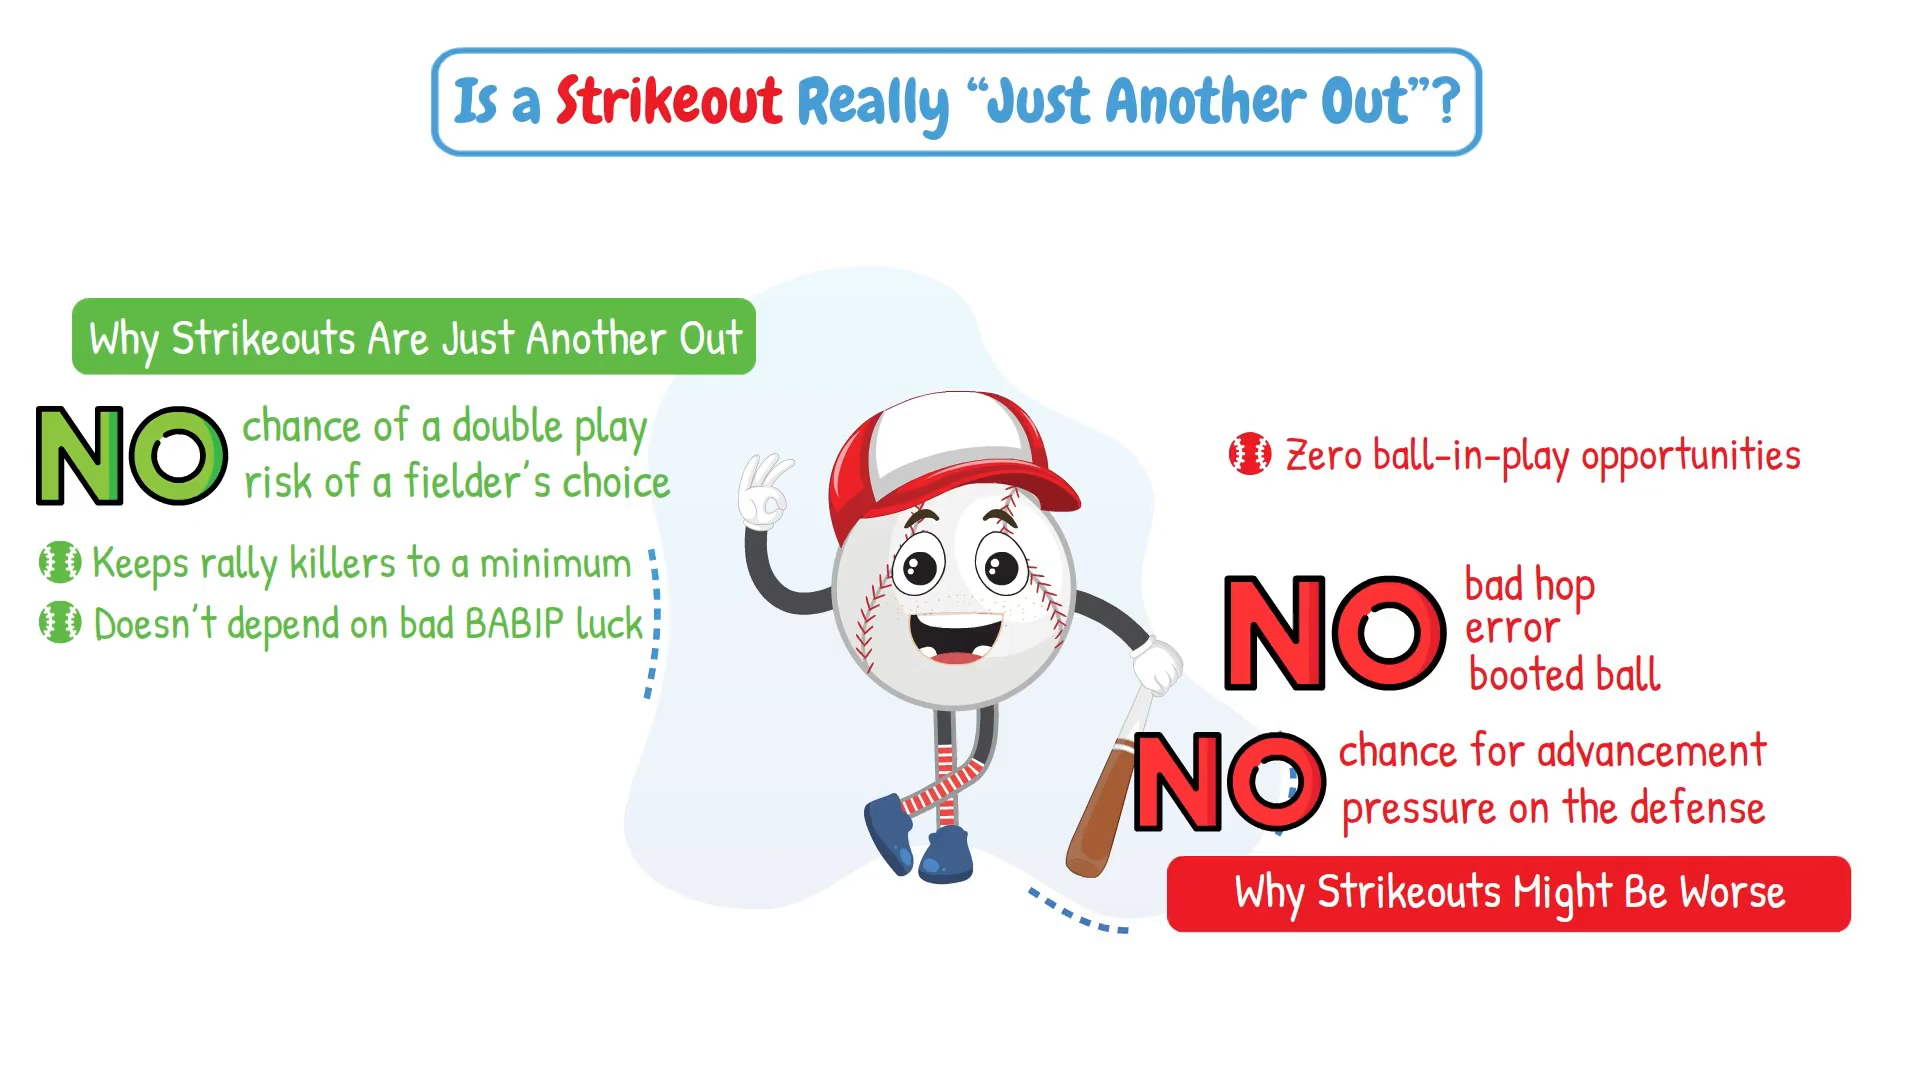 Is a Strikeout Really “Just Another Out”?
Why Strikeouts Are Just Another Out
NO
chance of a double play
risk of a fielder’s choice
Keeps rally killers to a minimum
Doesn’t depend on bad BABIP luck
Zero ball-in-play opportunities
NO
bad hop
error
booted ball
NO
chance for advancement
pressure on the defense
Why Strikeouts Might Be Worse